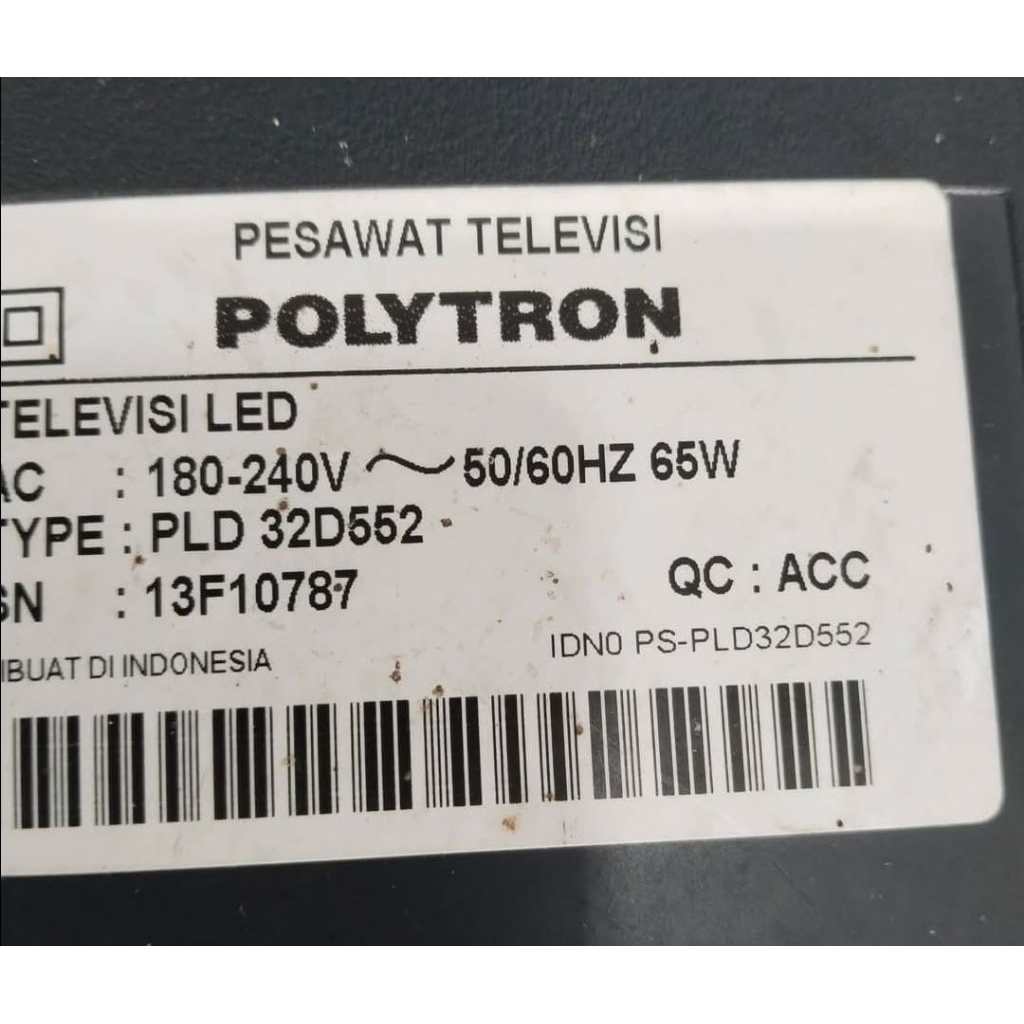 PESAWAT TELEVISI
POLYTRON
TELEVISI LED
AC : 180-240V ~ 50/60HZ 65W
TYPE : PLD 32D552
SN : 13F10787
QC : ACC
IBUAT DI INDONESIA
IDN0 PS-PLD32D552